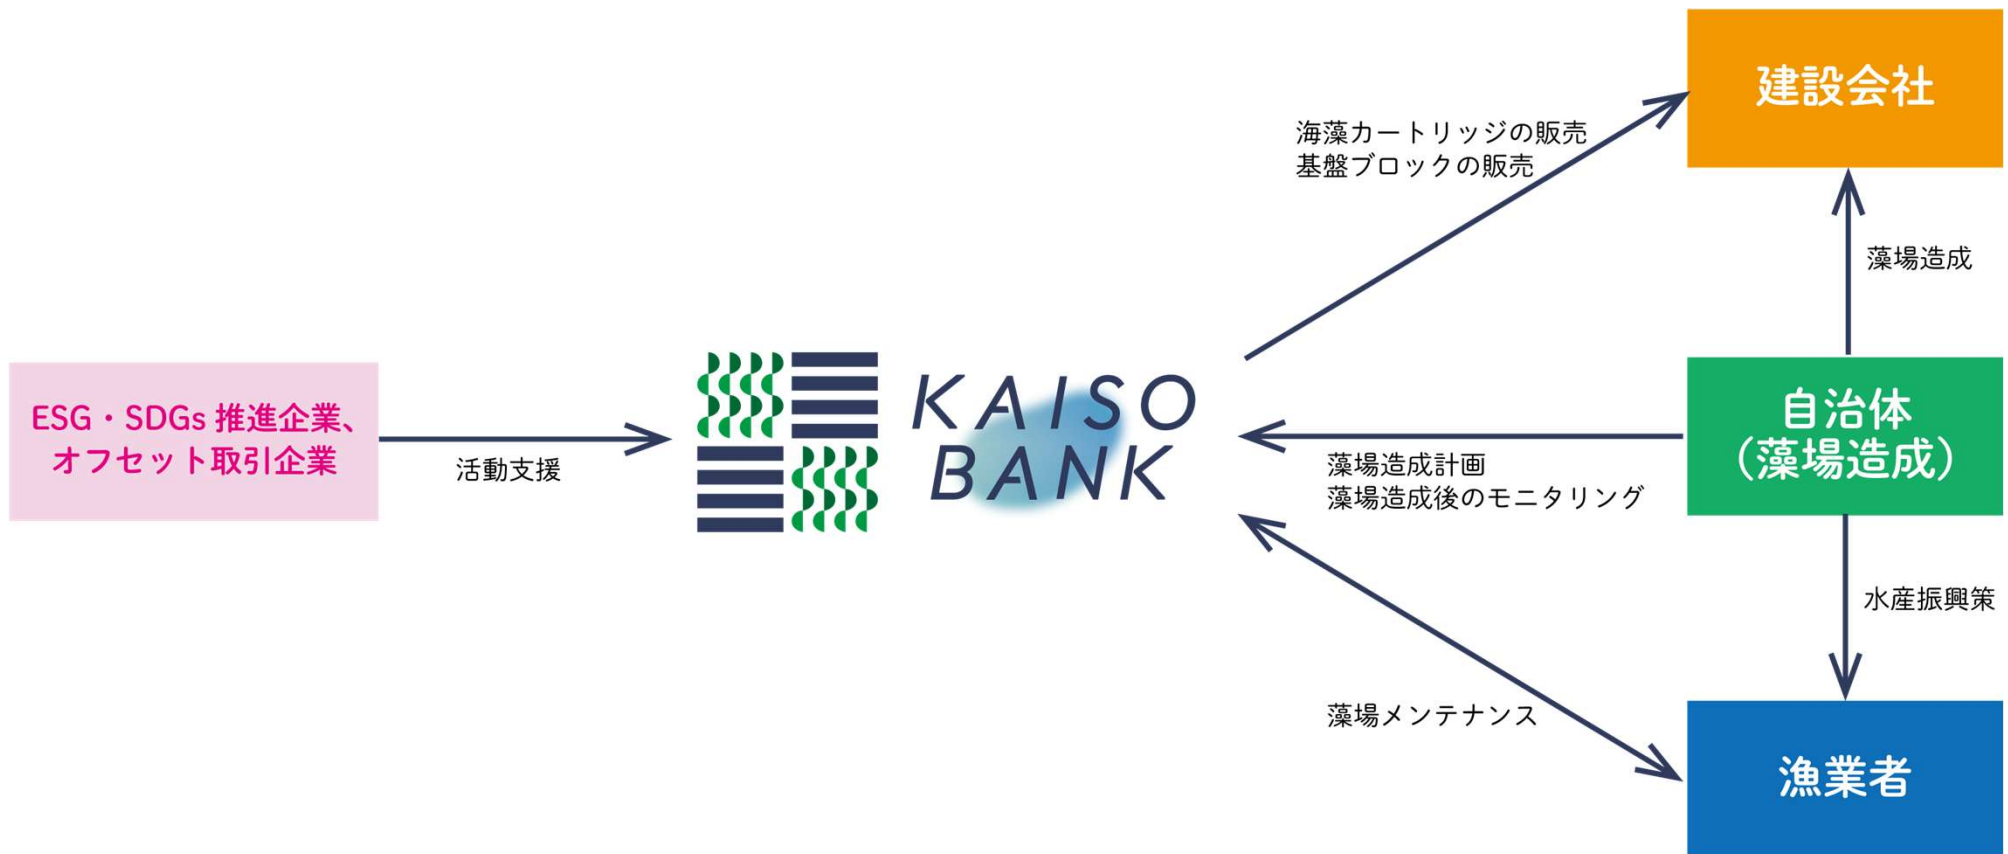 建設会社
海藻カートリッジの販売
基盤ブロックの販売
藻場造成
ESG・SDGs 推進企業、
オフセット取引企業
活動支援
KAISO
BANK
藻場造成計画
藻場造成後のモニタリング
自治体
（藻場造成）
水産振興策
藻場メンテナンス
漁業者